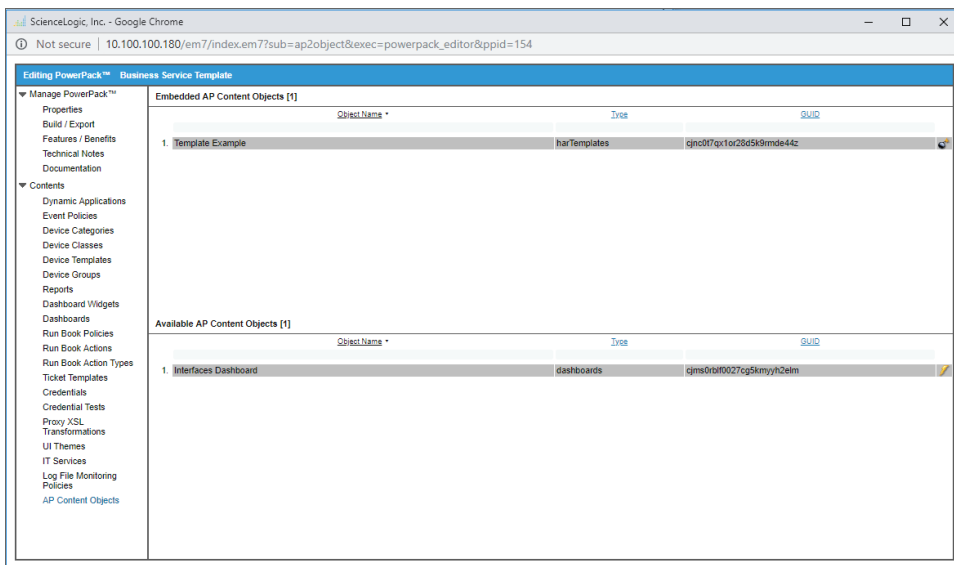 ScienceLogic, Inc. - Google Chrome
Not secure | 10.100.100.180/em7/index.em7?sub=ap2object&exec=powerpack_editor&ppid=154
Editing PowerPack™ Business Service Template
Manage PowerPack™
Properties
Build / Export
Features / Benefits
Technical Notes
Documentation
Contents
Dynamic Applications
Event Policies
Device Categories
Device Classes
Device Templates
Device Groups
Reports
Dashboard Widgets
Dashboards
Run Book Policies
Run Book Actions
Run Book Action Types
Ticket Templates
Credentials
Credential Tests
Proxy XSL
Transformations
UI Themes
IT Services
Log File Monitoring
Policies
AP Content Objects
Embedded AP Content Objects [1]
Object Name • Type GUID
1. Template Example harTemplates cjnc0t7qx1or28d5k9rmde44z
Available AP Content Objects [1]
Object Name • Type GUID
1. Interfaces Dashboard dashboards cjms0rblf0027cg5kmyyh2elm